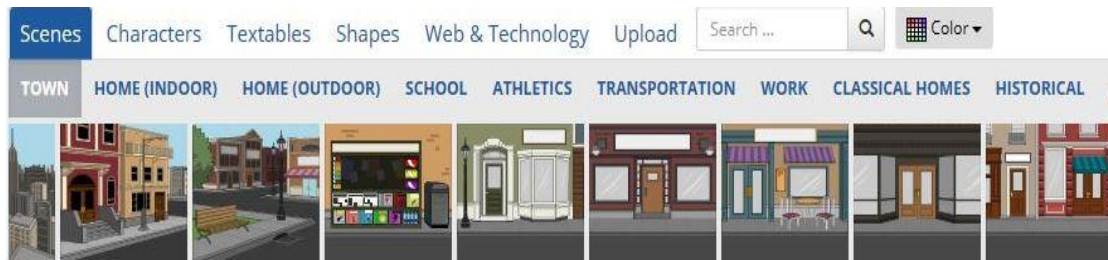 Scenes Characters Textables Shapes Web & Technology Upload Search ... Color
TOWN HOME (INDOOR) HOME (OUTDOOR) SCHOOL ATHLETICS TRANSPORTATION WORK CLASSICAL HOMES HISTORICAL